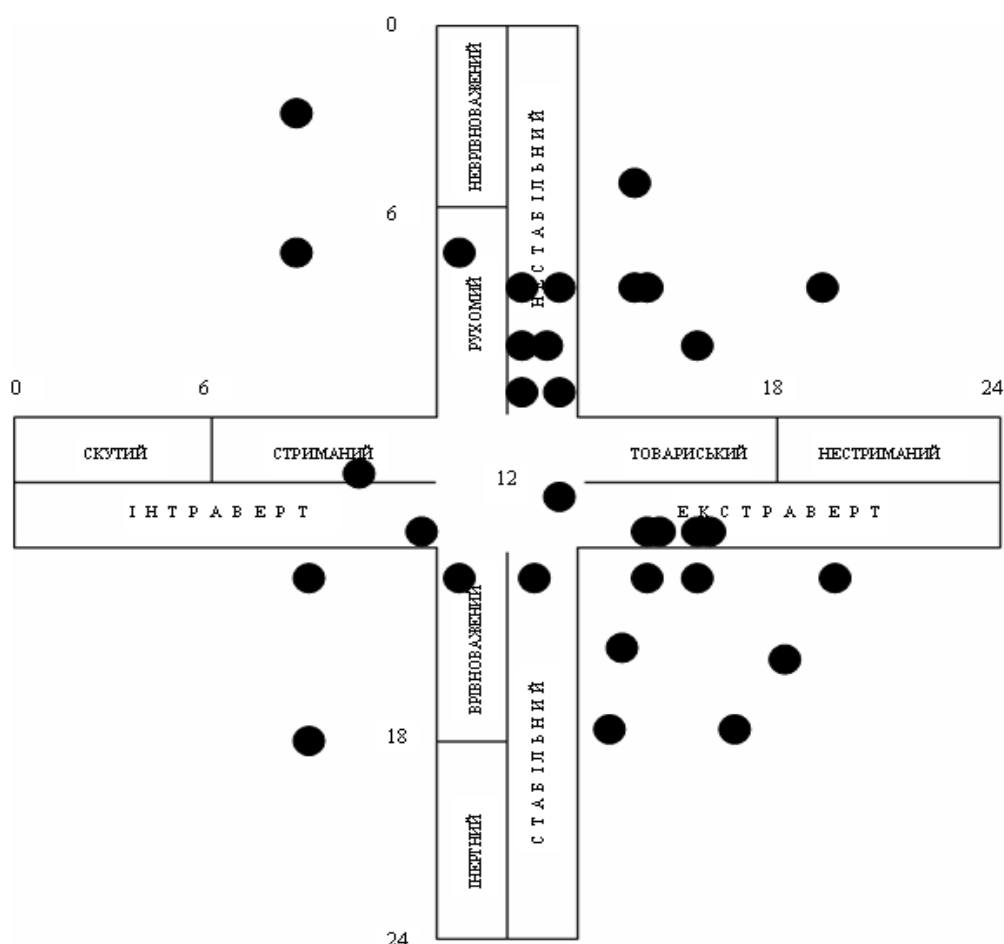 0
НЕВРІВНОВАЖЕНИЙ
НЕСТАБІЛЬНИЙ
6
РУХОМИЙ
0
6
18
24
СКУТИЙ
СТРИМАНИЙ
ТОВАРИСЬКИЙ
НЕСТРИМАНИЙ
12
ІНТРАВЕРТ
ЕКСТРАВЕРТ
ВРІВНОВАЖЕНИЙ
СТАБІЛЬНИЙ
18
ІНЕРТНИЙ
24